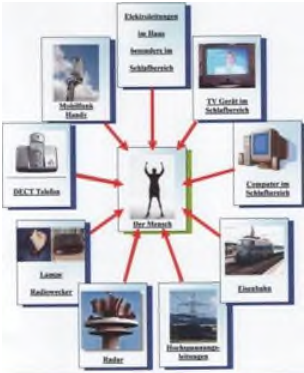 Elektroleitungen
im Haus
besonders im
Schlafbereich
Mobilfunk
Handy
TV Gerät im
Schlafbereich
DECT Telefon
Computer im
Schlafbereich
Der Mensch
Lampe
Radiowecker
Eisenbahn
Radar
Hochspannungs-
leitungen